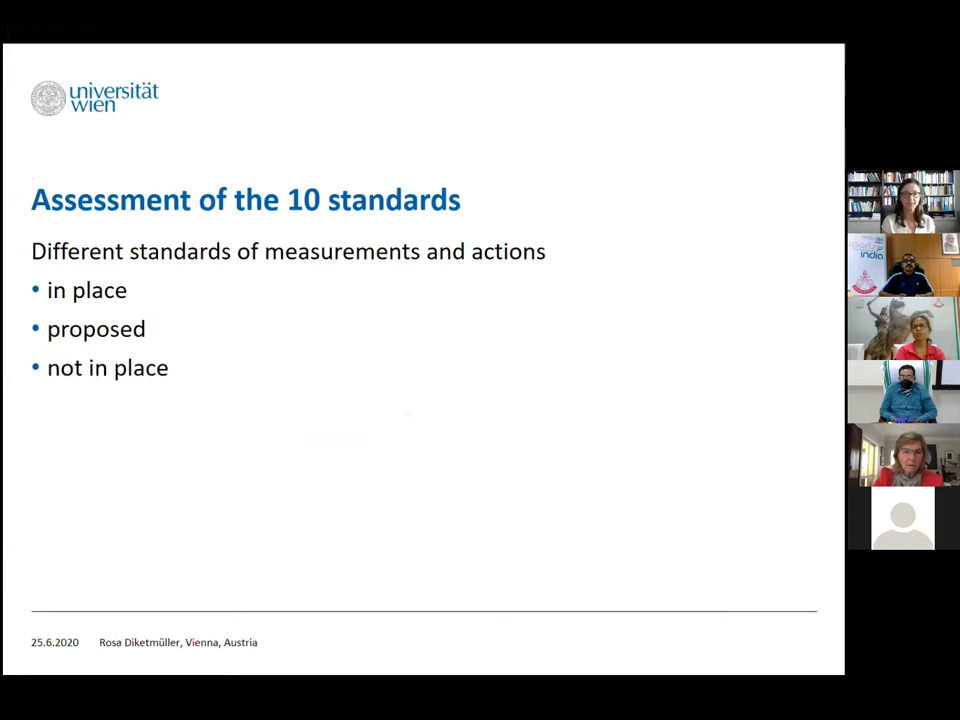 universität
wien
Assessment of the 10 standards
Different standards of measurements and actions
• in place
• proposed
• not in place
25.6.2020 Rosa Diketmüller, Vienna, Austria
india